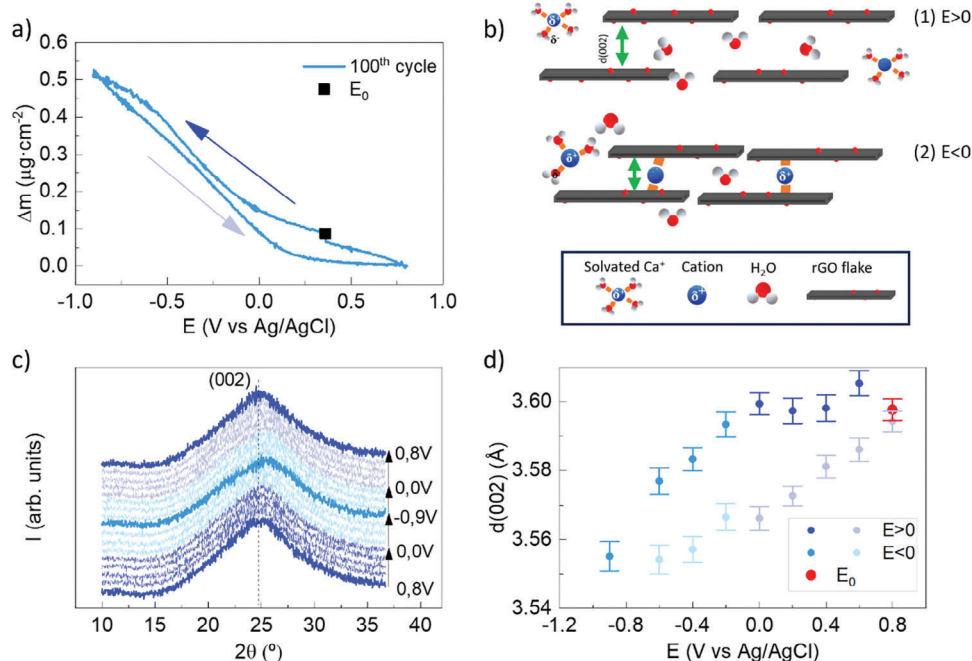 a)
Δm (µg·cm⁻²)
0.6
0.5
0.4
0.3
0.2
0.1
0.0
100ᵗʰ cycle
E₀
-1.0
-0.5
0.0
0.5
1.0
E (V vs Ag/AgCl)
b)
(1) E>0
δ⁻
d(002)
(2) E<0
δ⁺
δ⁺
δ⁺
Solvated Ca⁺
Cation
H₂O
rGO flake
δ⁺
δ⁺
c)
I (arb. units)
(002)
0,8V
0,0V
-0,9V
0,0V
0,8V
10
15
20
25
30
35
40
2θ (º)
d)
d(002) (Å)
3.60
3.58
3.56
3.54
E>0
E<0
E₀
-1.2
-0.8
-0.4
0.0
0.4
0.8
E (V vs Ag/AgCl)